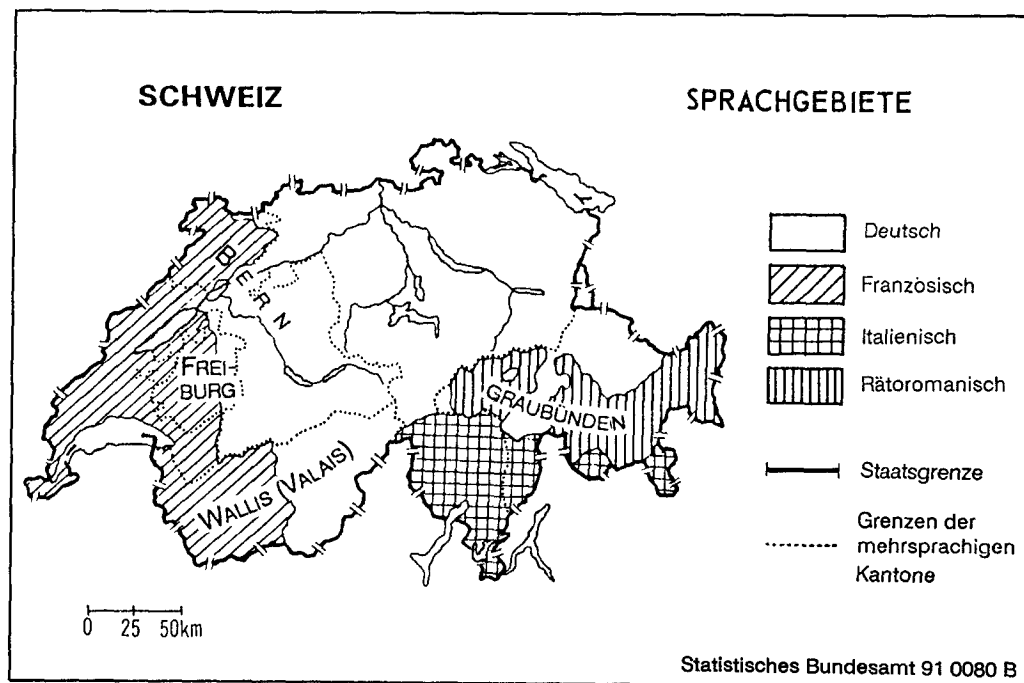 SCHWEIZ
SPRACHGEBIETE
Deutsch
Französisch
Italienisch
Rätoromanisch
Staatsgrenze
Grenzen der
mehrsprachigen
Kantone
BERN
FREI-
BURG
GRAUBÜNDEN
WALLIS (VALAIS)
0 25 50km
Statistisches Bundesamt 91 0080 B